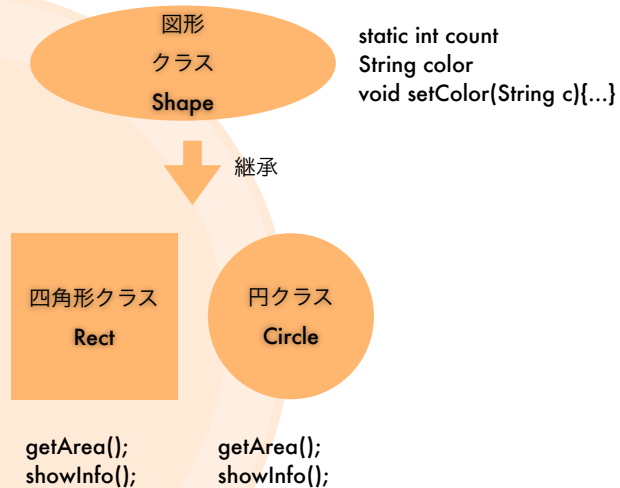 図形
クラス
Shape
static int count
String color
void setColor(String c){...}
継承
四角形クラス
Rect
円クラス
Circle
getArea();
showInfo();
getArea();
showInfo();